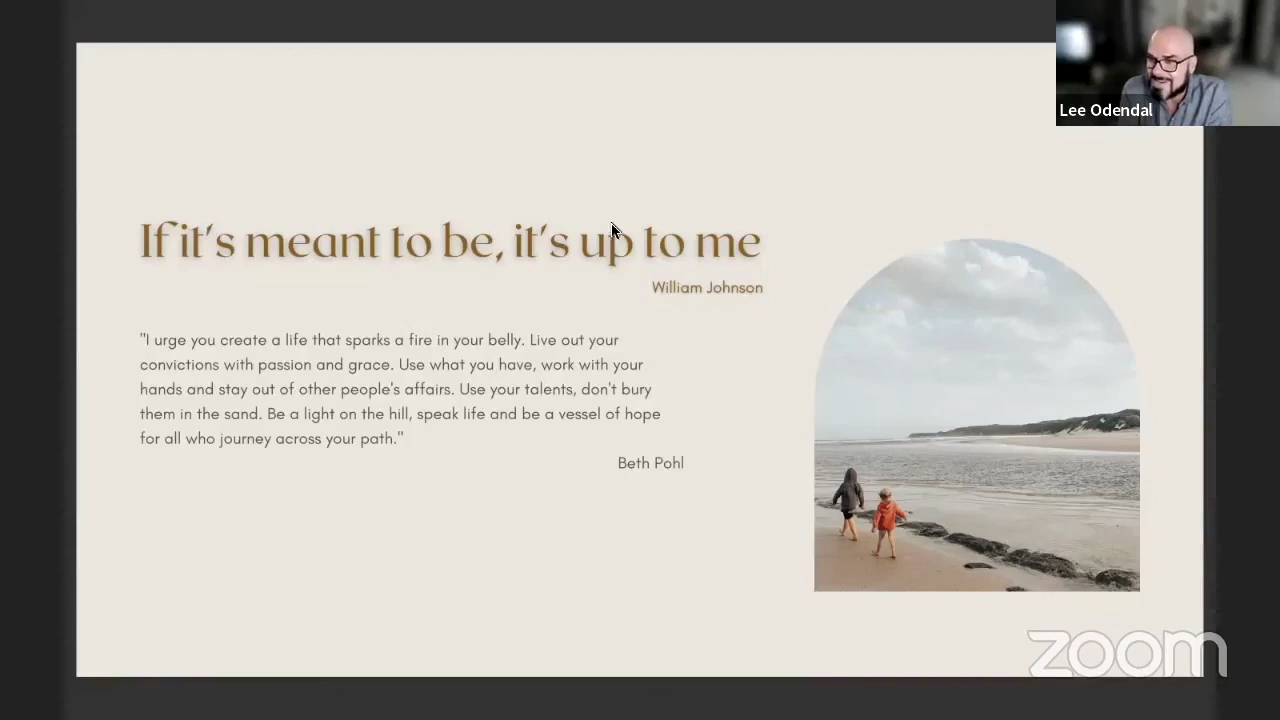 Lee Odendal
If it's meant to be, it's up to me
William Johnson
"I urge you create a life that sparks a fire in your belly. Live out your
convictions with passion and grace. Use what you have, work with your
hands and stay out of other people's affairs. Use your talents, don't bury
them in the sand. Be a light on the hill, speak life and be a vessel of hope
for all who journey across your path."
Beth Pohl
zoom